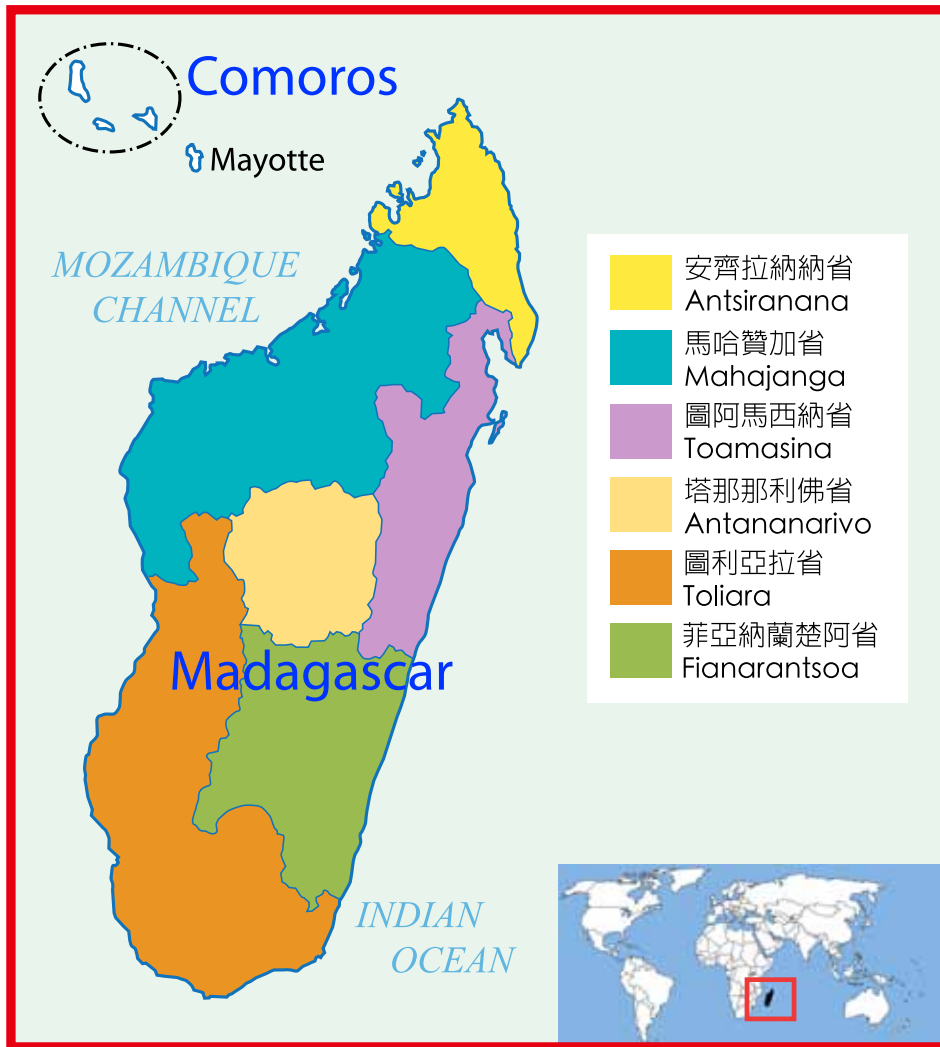 Comoros
Mayotte
MOZAMBIQUE
CHANNEL
安齊拉納納省
Antsiranana
馬哈贊加省
Mahajanga
圖阿馬西納省
Toamasina
塔那那利佛省
Antananarivo
圖利亞拉省
Toliara
菲亞納蘭楚阿省
Fianarantsoa
Madagascar
INDIAN
OCEAN